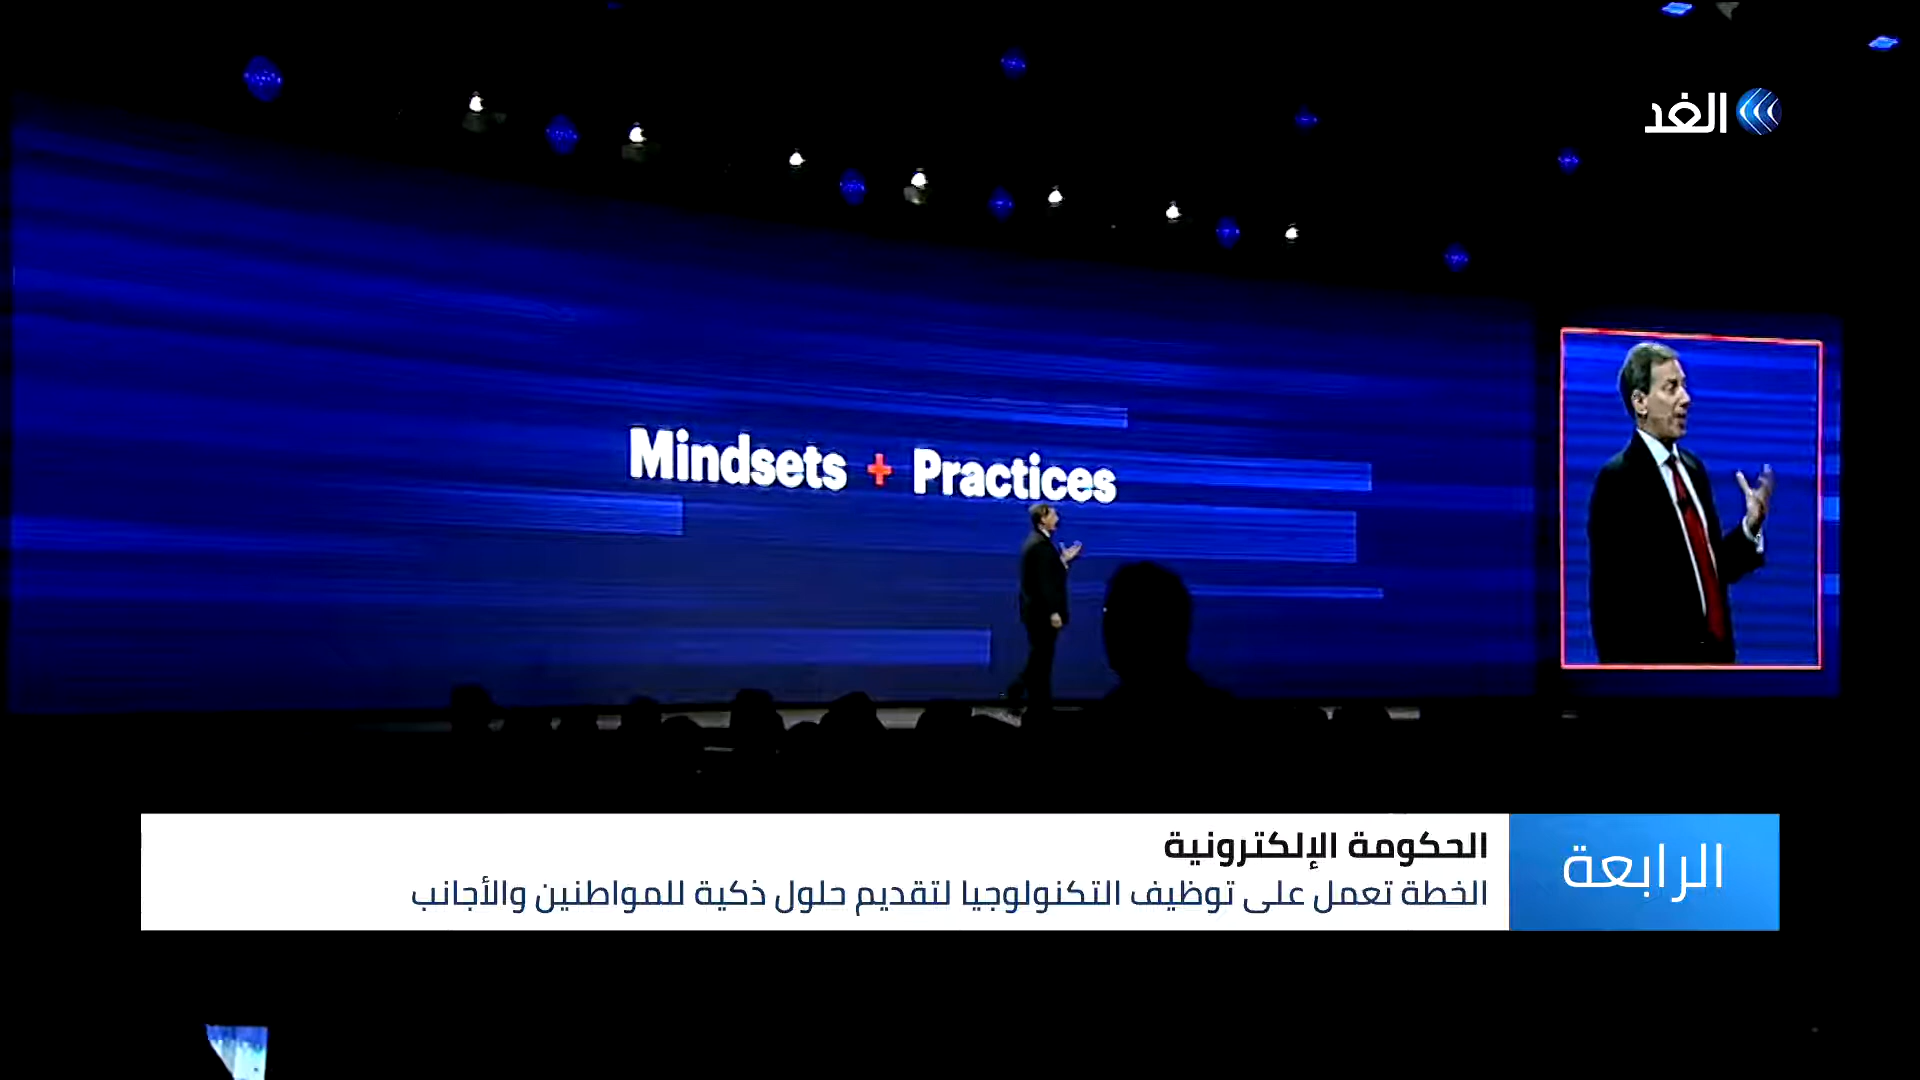 الغد
Mindsets + Practices
الرابعة
الحكومة الإلكترونية
الخطة تعمل على توظيف التكنولوجيا لتقديم حلول ذكية للمواطنين والأجانب